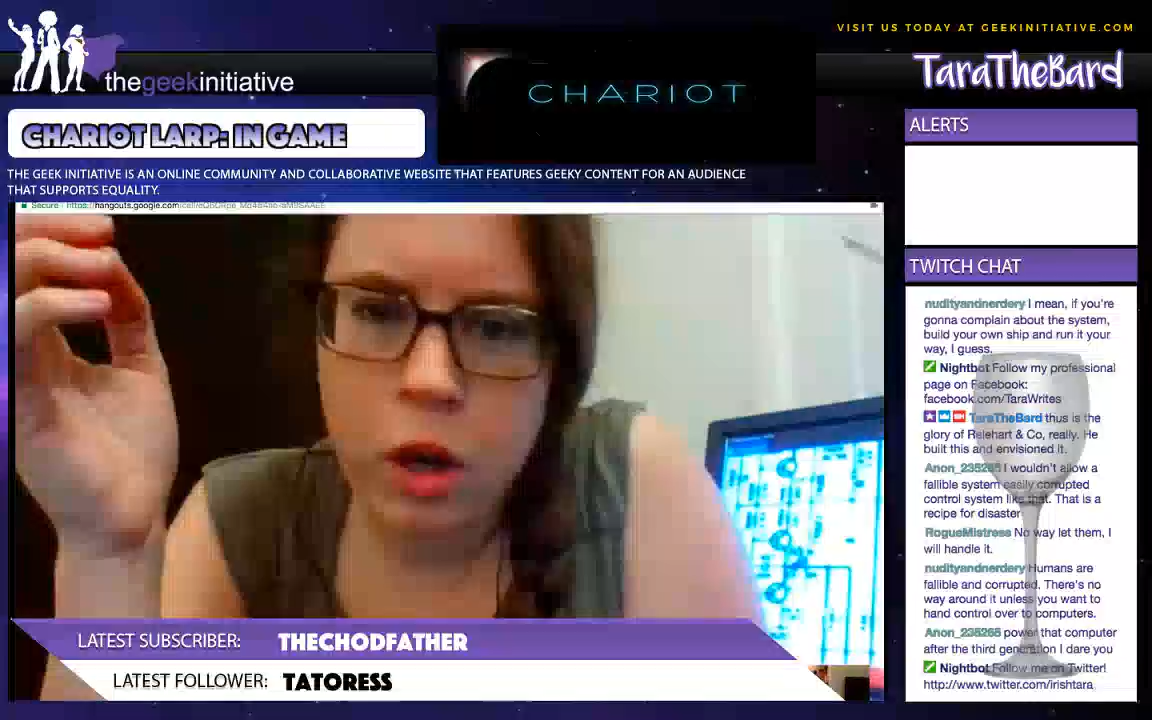 VISIT US TODAY AT GEEKINITIATIVE.COM
thegeekinitiative
CHARIOT
TaraTheBard
CHARIOT LARP: IN GAME
THE GEEK INITIATIVE IS AN ONLINE COMMUNITY AND COLLABORATIVE WEBSITE THAT FEATURES GEEKY CONTENT FOR AN AUDIENCE
THAT SUPPORTS EQUALITY.
Secure https://hangouts.google.com
ALERTS
TWITCH CHAT
nudityandnerdery I mean, if you're
gonna complain about the system,
build your own ship and run it your
way, I guess.
Nightbot Follow my professional
page on Facebook:
facebook.com/TaraWrites
TaraTheBard thus is the
glory of Relehart & Co, really. He
built this and envisioned it.
Anon_235265 I wouldn't allow a
fallible system easily corrupted
control system like that. That is a
recipe for disaster
RogueMistress No way let them, I
will handle it.
nudityandnerdery Humans are
fallible and corrupted. There's no
way around it unless you want to
hand control over to computers.
Anon_235265 power that computer
after the third generation I dare you
Nightbot Follow me on Twitter!
http://www.twitter.com/irishtara
LATEST SUBSCRIBER: THECHODFATHER
LATEST FOLLOWER: TATORESS